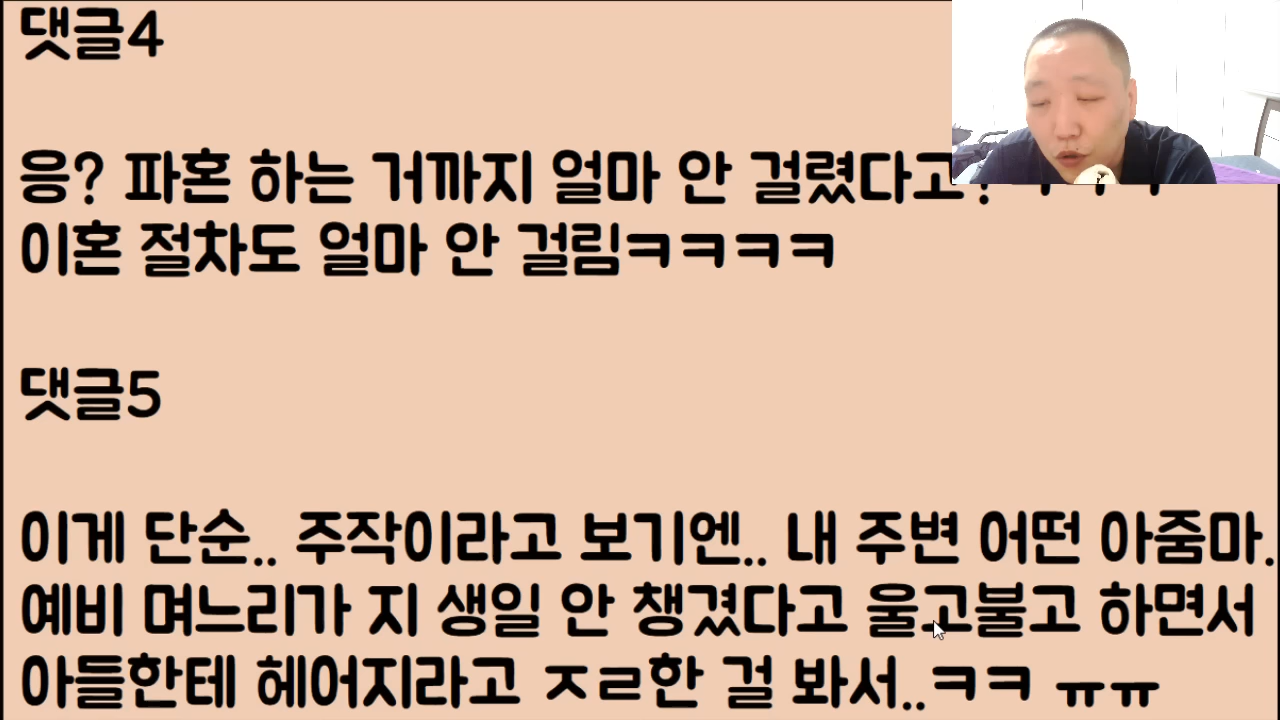 댓글4
응? 파혼 하는 거까지 얼마 안 걸렸다고?
이혼 절차도 얼마 안 걸림ㅋㅋㅋㅋ
댓글5
이게 단순.. 주작이라고 보기엔.. 내 주변 어떤 아줌마.
예비 며느리가 지 생일 안 챙겼다고 울고불고 하면서
아들한테 헤어지라고 ㅈㄹ한 걸 봐서..ㅋㅋ ㅠㅠ